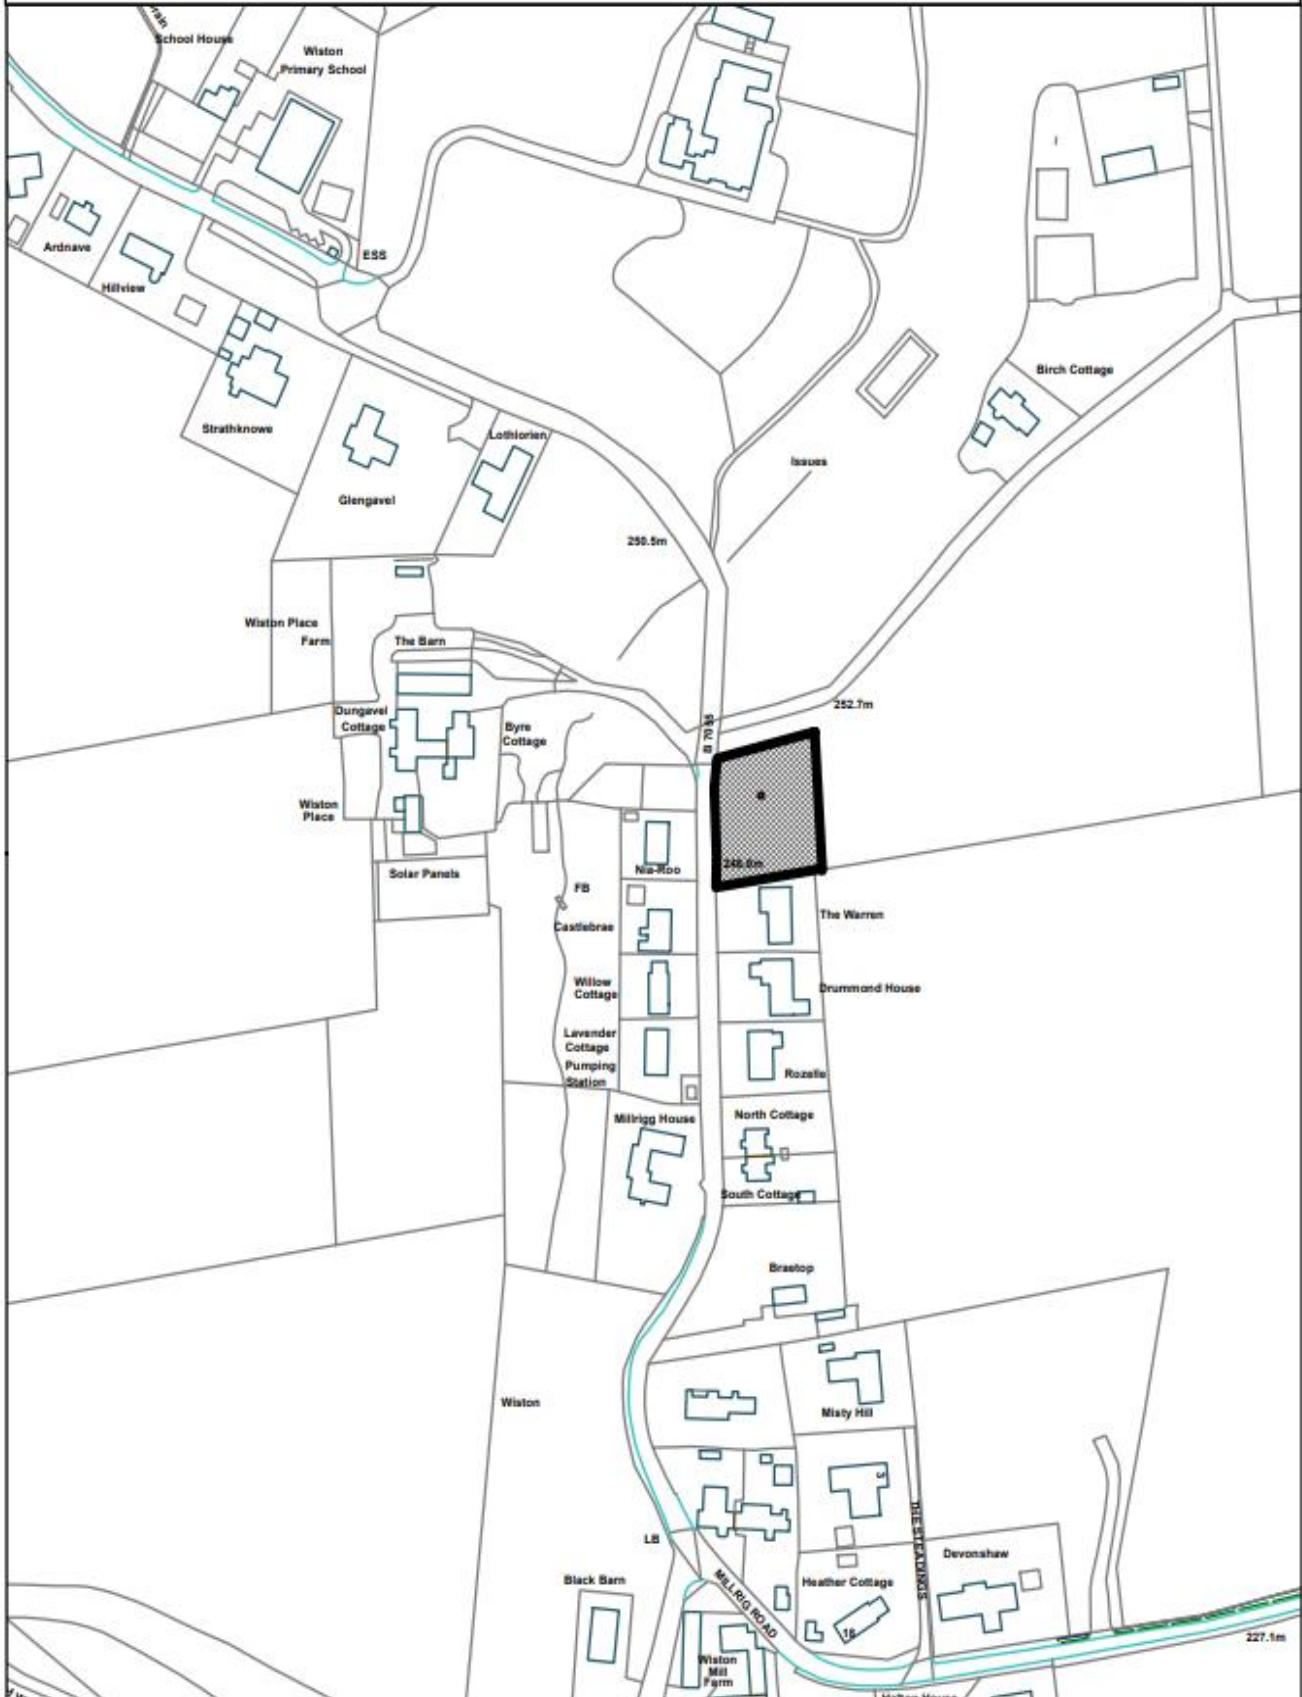 School House
Wiston
Primary School
Ardnave
Hillview
ESS
Strathknowe
Glengavel
Lothlorien
Birch Cottage
Issues
250.5m
Wiston Place
Farm
The Barn
252.7m
B 7055
Dungavel
Cottage
Byre
Cottage
Wiston
Place
Solar Panels
Nia-Roo
FB
Castlebrae
The Warren
Willow
Cottage
Drummond House
Lavender
Cottage
Pumping
Station
Rozelle
North Cottage
Millrigg House
South Cottage
Braetop
Wiston
Misty Hill
3
THE STEADINGS
LB
Devonshaw
Black Barn
MILLRIG ROAD
Heather Cottage
16
227.1m
Wiston
Mill
Farm